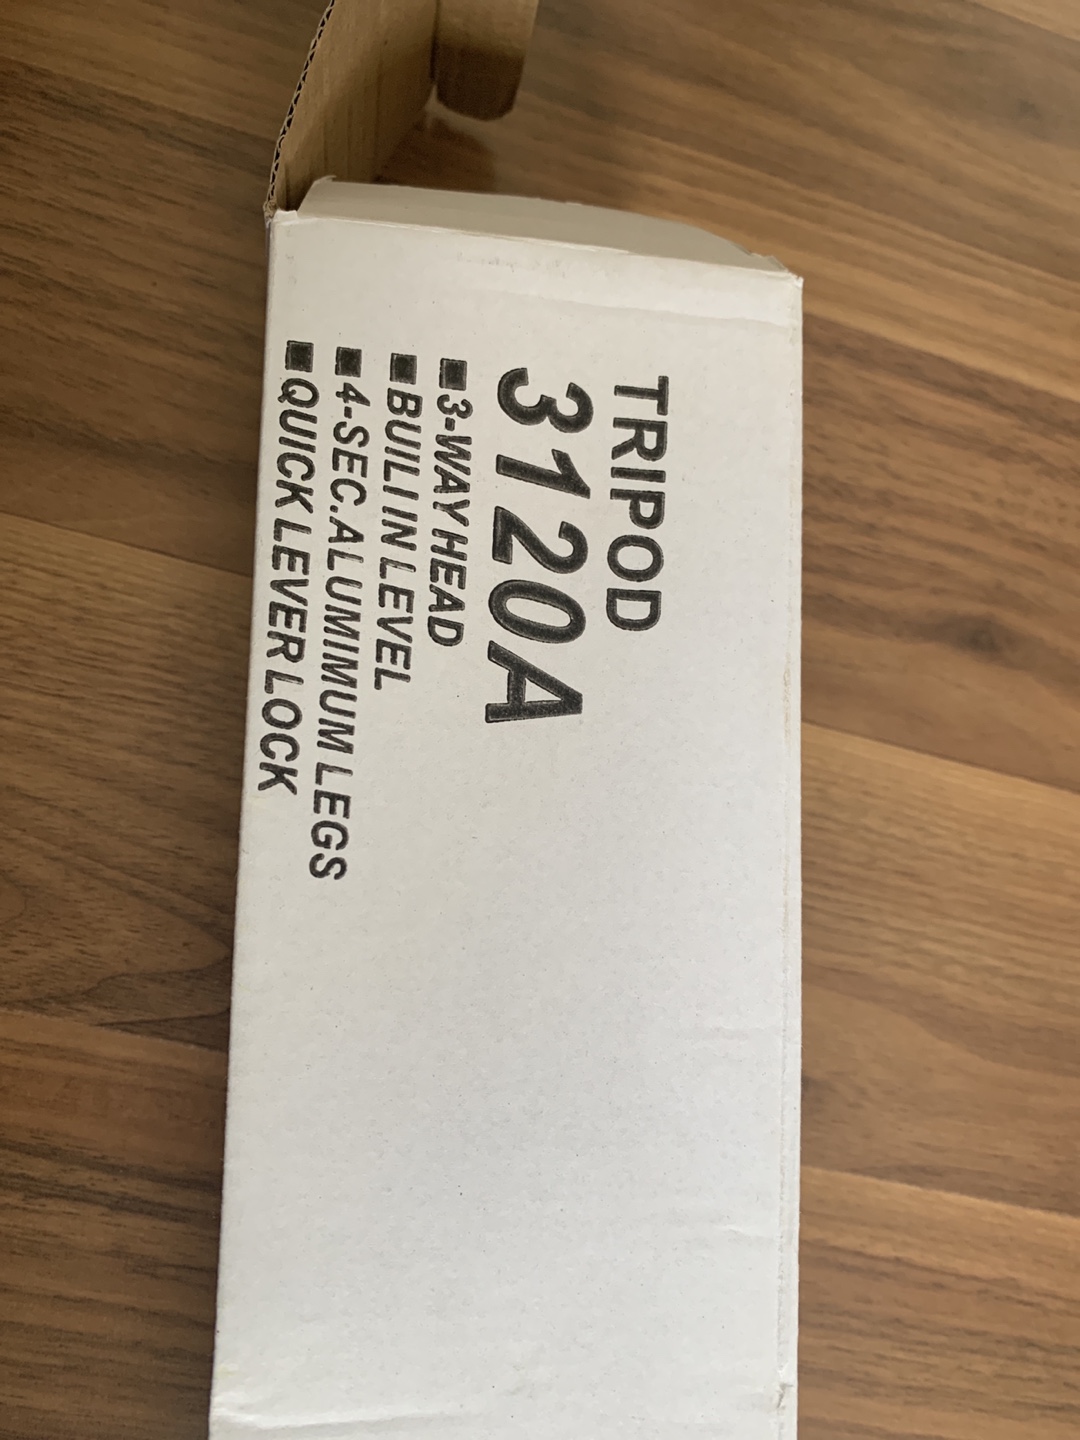 TRIPOD
3120A
■3-WAY HEAD
■BUILI IN LEVEL
■4-SEC.ALUMIMUM LEGS
■QUICK LEVER LOCK